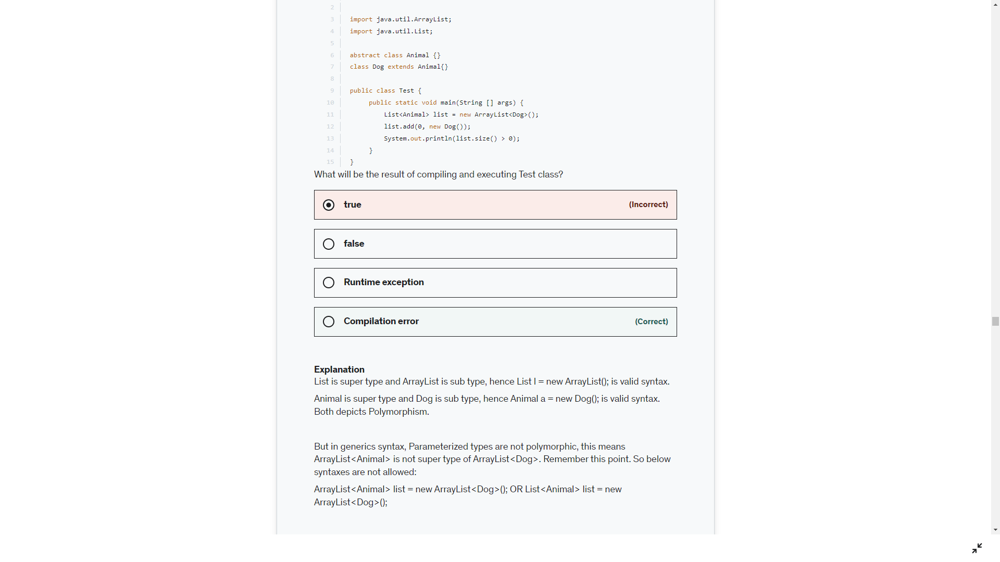 2
3 import java.util.ArrayList;
4 import java.util.List;
5
6 abstract class Animal {}
7 class Dog extends Animal{}
8
9 public class Test {
10 public static void main(String [] args) {
11 List<Animal> list = new ArrayList<Dog>();
12 list.add(0, new Dog());
13 System.out.println(list.size() > 0);
14 }
15 }
What will be the result of compiling and executing Test class?
true (Incorrect)
false
Runtime exception
Compilation error (Correct)
Explanation
List is super type and ArrayList is sub type, hence List l = new ArrayList(); is valid syntax.
Animal is super type and Dog is sub type, hence Animal a = new Dog(); is valid syntax.
Both depicts Polymorphism.
But in generics syntax, Parameterized types are not polymorphic, this means
ArrayList<Animal> is not super type of ArrayList<Dog>. Remember this point. So below
syntaxes are not allowed:
ArrayList<Animal> list = new ArrayList<Dog>(); OR List<Animal> list = new
ArrayList<Dog>();